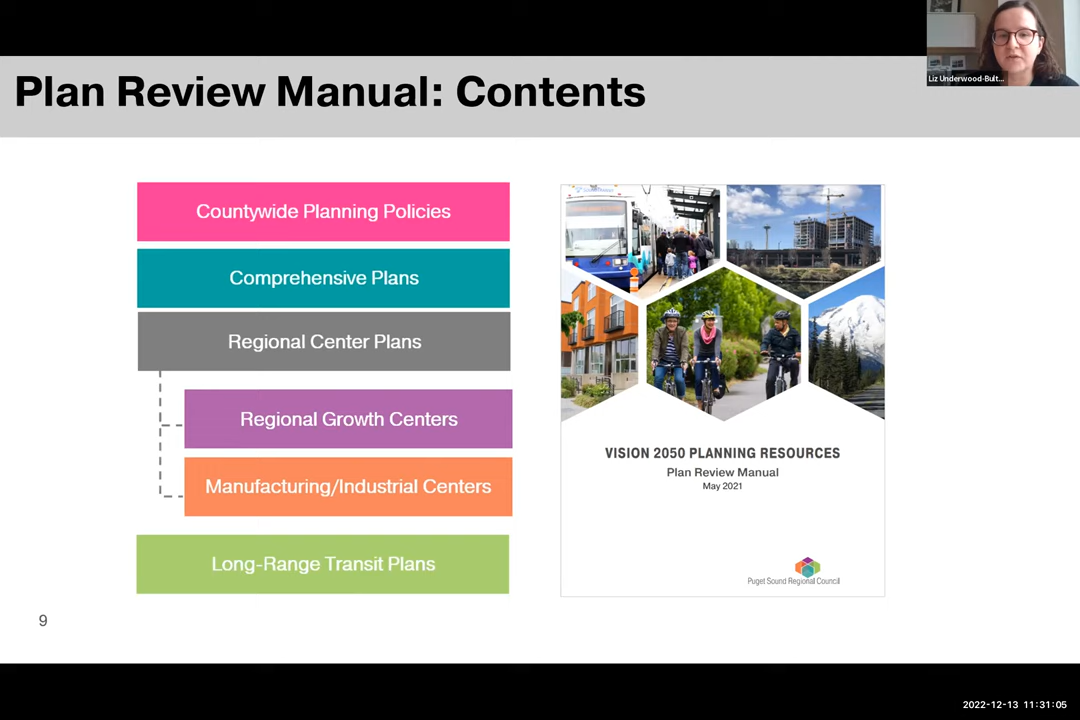 Plan Review Manual: Contents
Liz Underwood-Bult...
Countywide Planning Policies
Comprehensive Plans
Regional Center Plans
Regional Growth Centers
Manufacturing/Industrial Centers
Long-Range Transit Plans
VISION 2050 PLANNING RESOURCES
Plan Review Manual
May 2021
Puget Sound Regional Council
9
2022-12-13 11:31:05